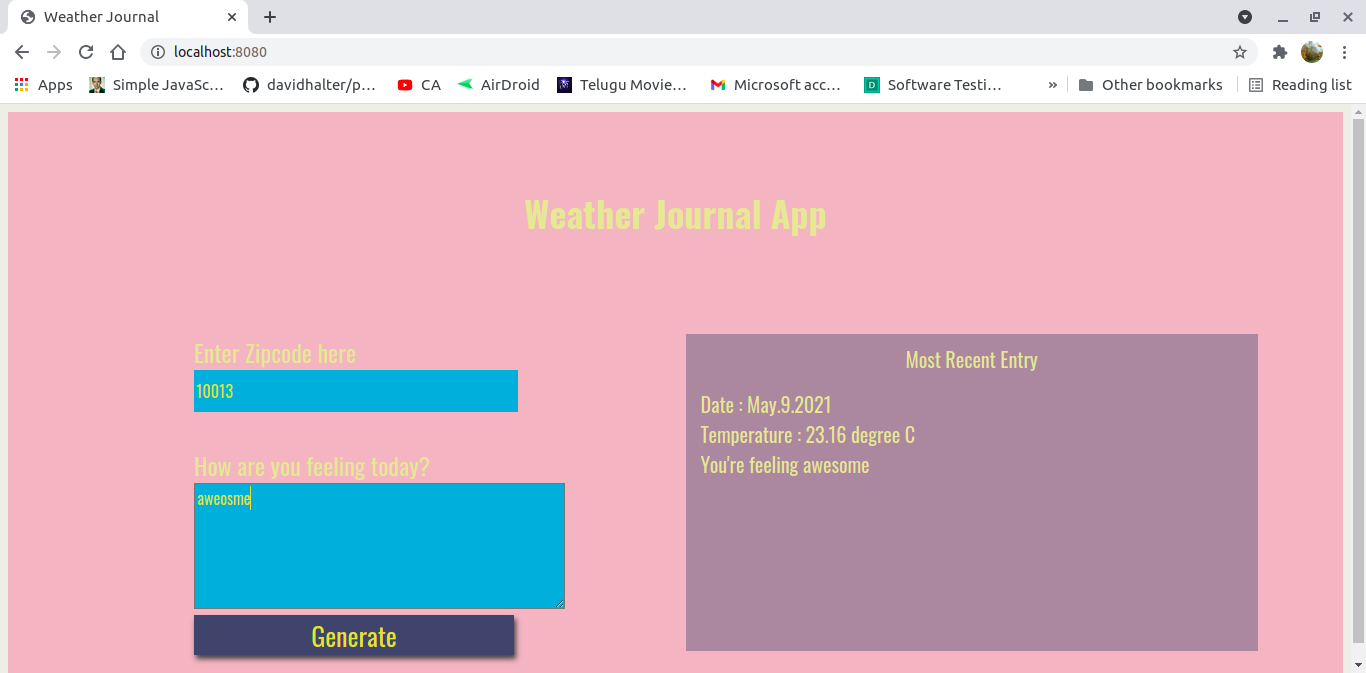 Weather Journal
localhost:8080
Apps Simple JavaSc… davidhalter/p… CA AirDroid Telugu Movie… Microsoft acc… Software Testi… » Other bookmarks Reading list
Weather Journal App
Enter Zipcode here
10013
How are you feeling today?
aweosme
Generate
Most Recent Entry
Date : May.9.2021
Temperature : 23.16 degree C
You're feeling awesome